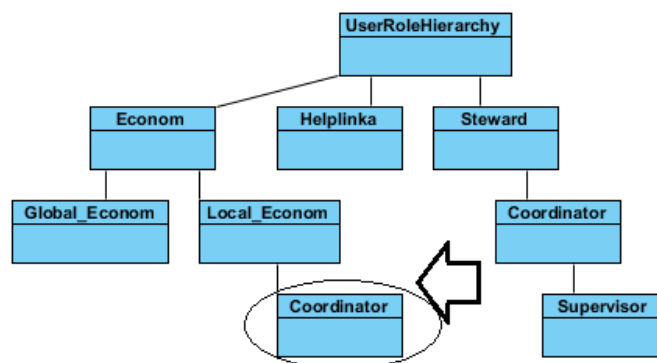 UserRoleHierarchy
Econom
Helplinka
Steward
Global_Econom
Local_Econom
Coordinator
Coordinator
Supervisor